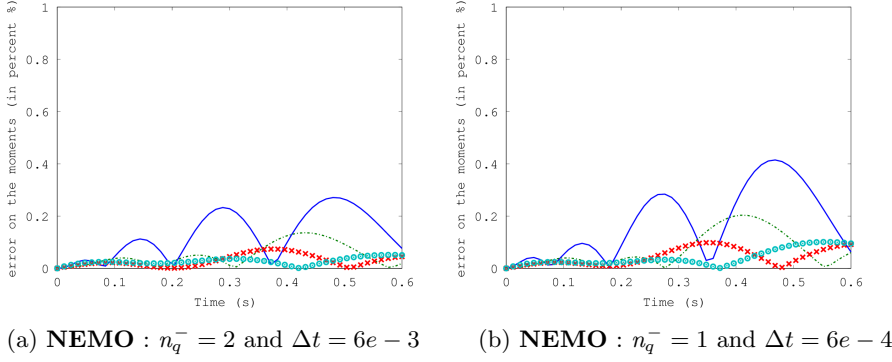 error on the moments (in percent %)
1
0.8
0.6
0.4
0.2
0
0 0.1 0.2 0.3 0.4 0.5 0.6
Time (s)
(a) NEMO : n_q^- = 2 and Δt = 6e − 3
error on the moments (in percent %)
1
0.8
0.6
0.4
0.2
0
0 0.1 0.2 0.3 0.4 0.5 0.6
Time (s)
(b) NEMO : n_q^- = 1 and Δt = 6e − 4